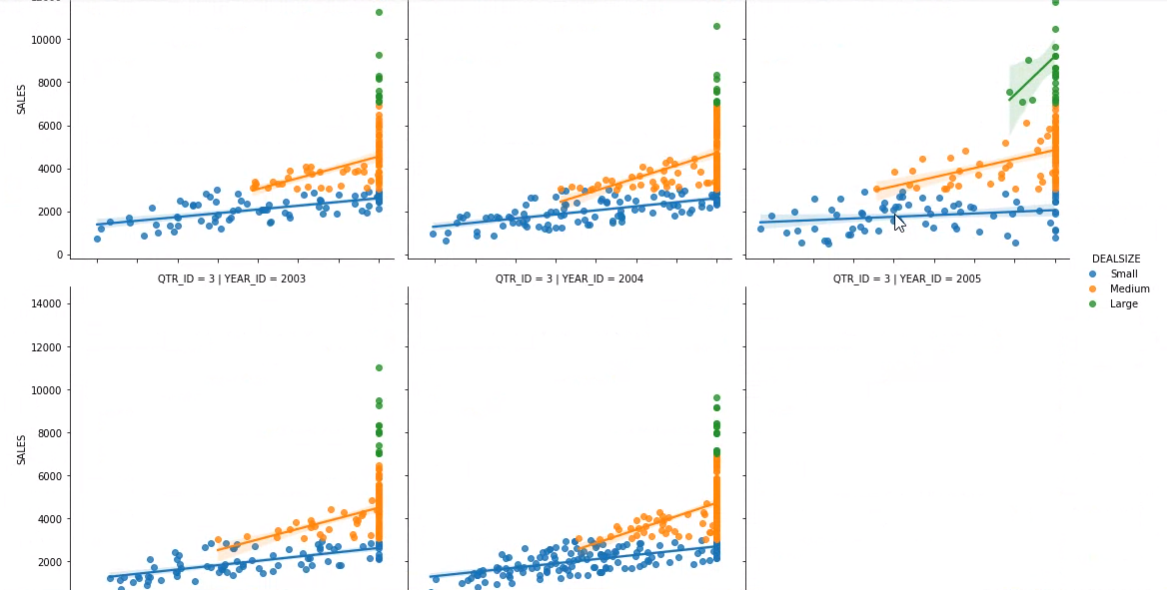 10000
8000
6000
4000
2000
0
SALES
QTR_ID = 3 | YEAR_ID = 2003
QTR_ID = 3 | YEAR_ID = 2004
QTR_ID = 3 | YEAR_ID = 2005
DEALSIZE
Small
Medium
Large
14000
12000
10000
8000
6000
4000
2000
SALES